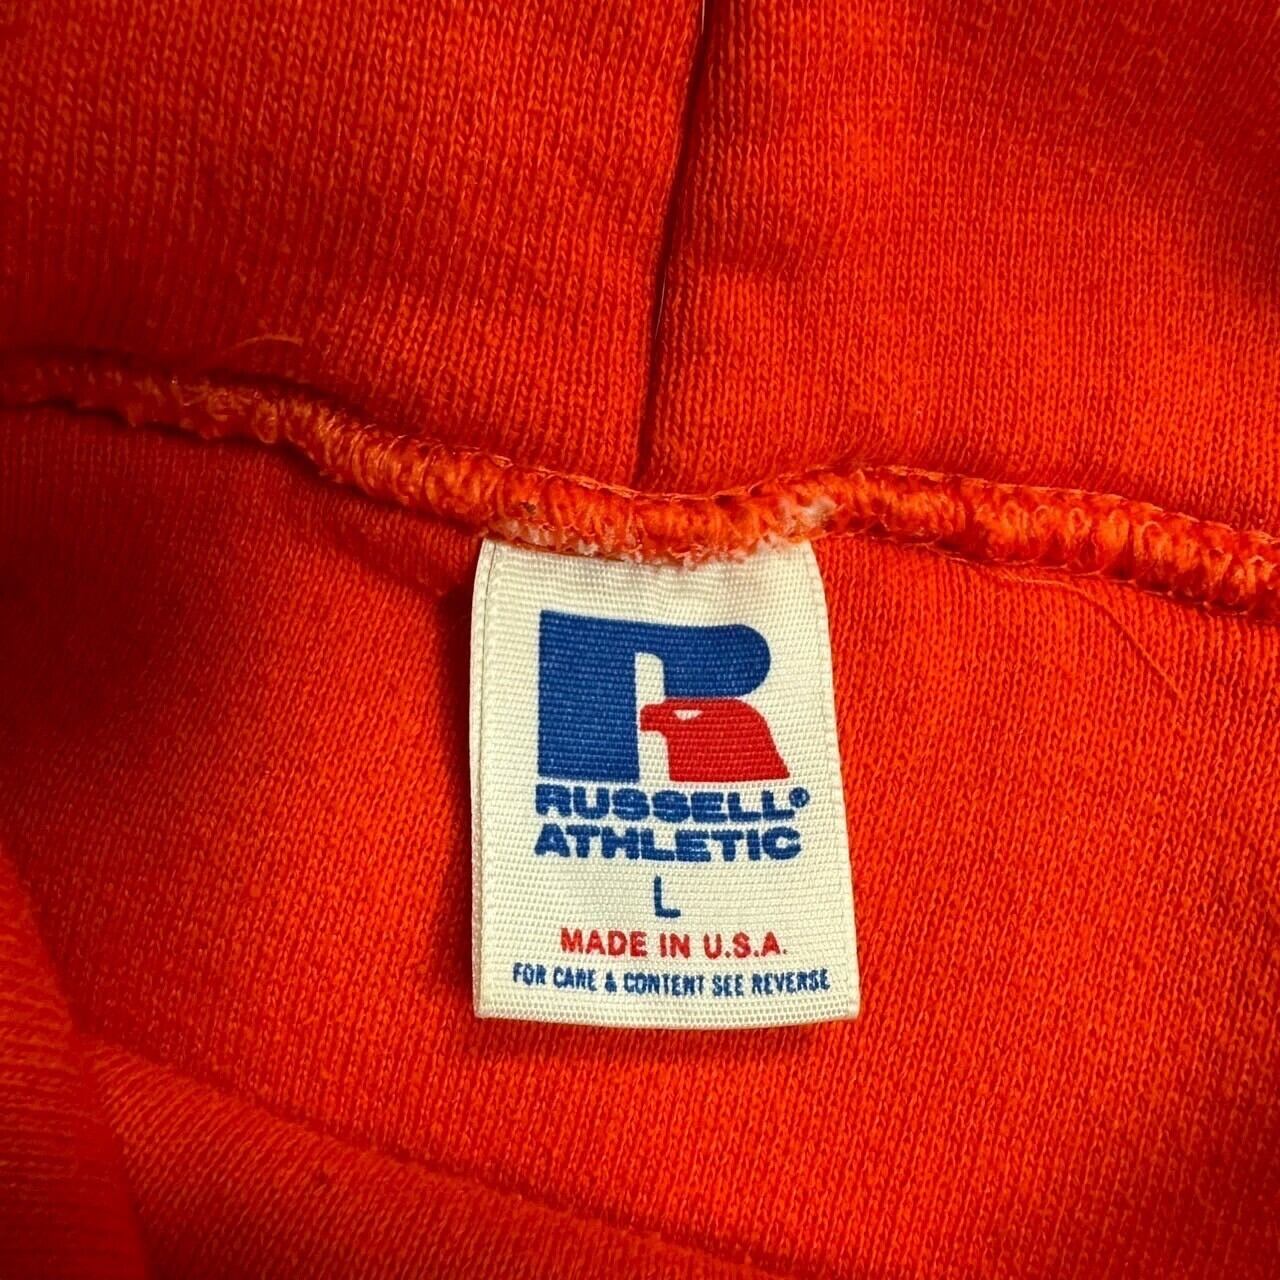 R
RUSSELL®
ATHLETIC
L
MADE IN U.S.A.
FOR CARE & CONTENT SEE REVERSE